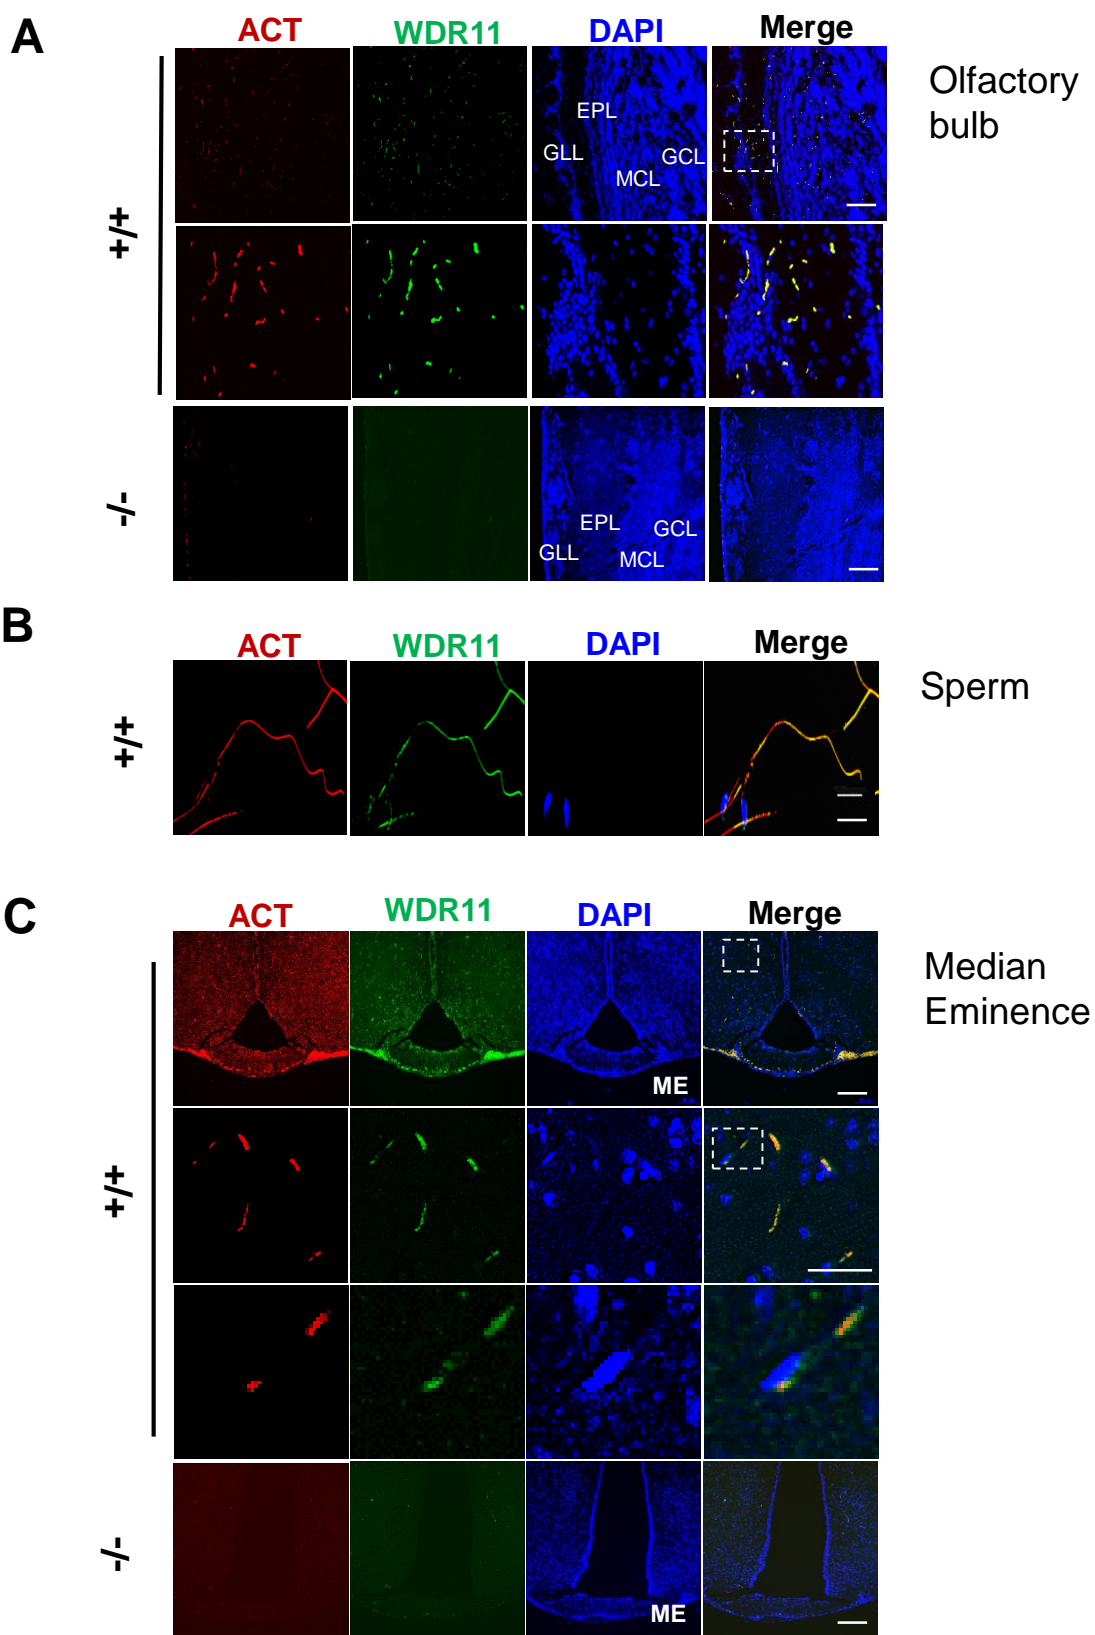 A
ACT WDR11 DAPI Merge
Olfactory
bulb
+/+
EPL
GLL
GCL
MCL
-/-
EPL
GCL
GLL
MCL
B
ACT WDR11 DAPI Merge
Sperm
+/+
C
ACT WDR11 DAPI Merge
Median
Eminence
ME
+/+
-/-
ME